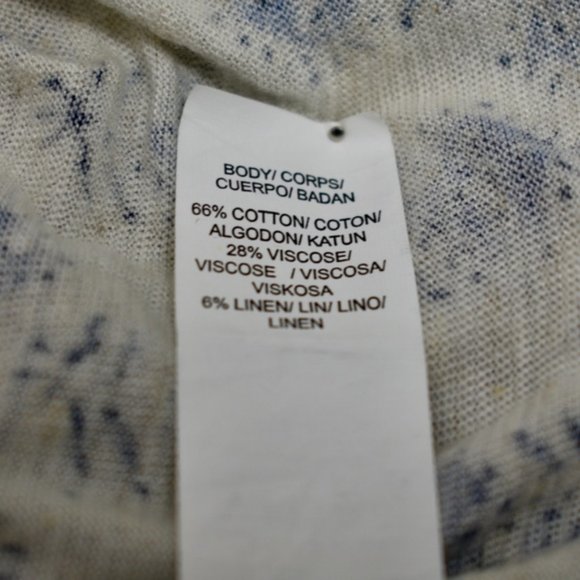 BODY/ CORPS/
CUERPO/ BADAN
66% COTTON/ COTON/
ALGODON/ KATUN
28% VISCOSE/
VISCOSE / VISCOSA/
VISKOSA
6% LINEN/ LIN/ LINO/
LINEN